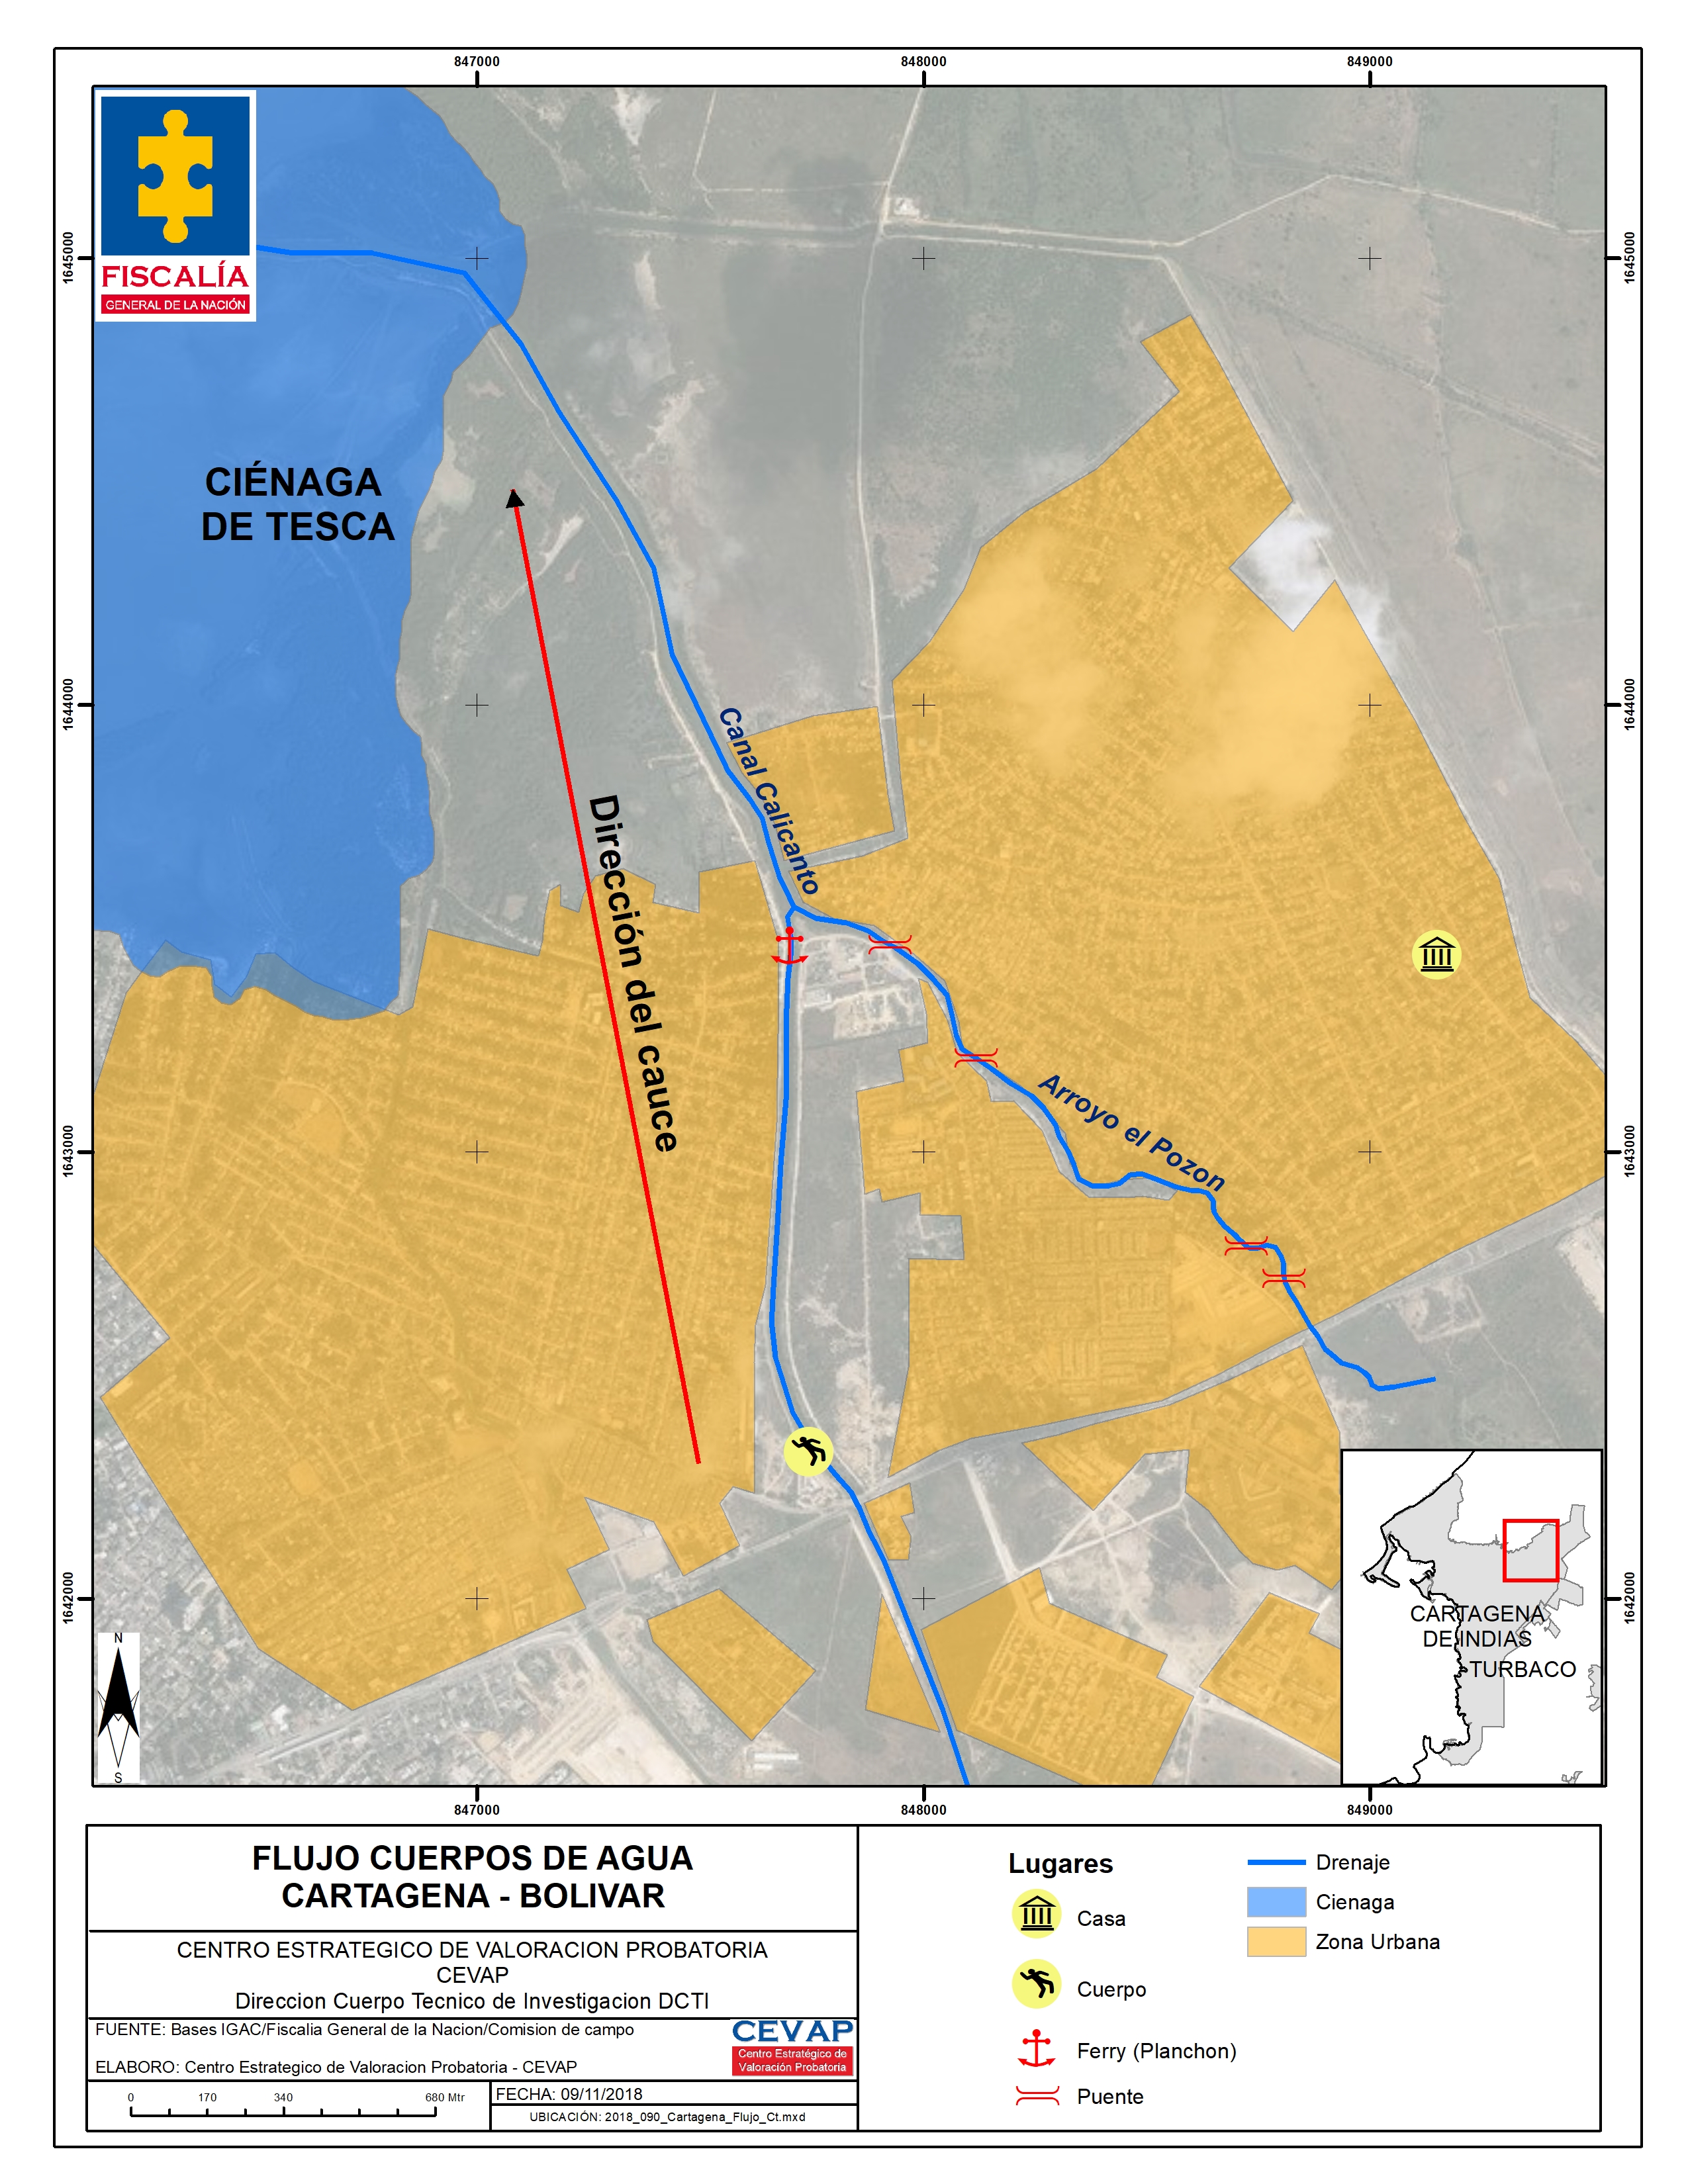 847000
848000
849000
FISCALÍA
GENERAL DE LA NACIÓN
1645000
1645000
CIÉNAGA
DE TESCA
1644000
1644000
Canal Calicanto
Dirección del cauce
Arroyo el Pozon
1643000
1643000
1642000
1642000
N
S
CARTAGENA
DE INDIAS
TURBACO
847000
848000
849000
FLUJO CUERPOS DE AGUA
CARTAGENA - BOLIVAR
CENTRO ESTRATEGICO DE VALORACION PROBATORIA
CEVAP
Direccion Cuerpo Tecnico de Investigacion DCTI
FUENTE: Bases IGAC/Fiscalia General de la Nacion/Comision de campo
ELABORO: Centro Estrategico de Valoracion Probatoria - CEVAP
CEVAP
Centro Estratégico de
Valoración Probatoria
0 170 340 680 Mtr
FECHA: 09/11/2018
UBICACIÓN: 2018_090_Cartagena_Flujo_Ct.mxd
Lugares
Casa
Cuerpo
Ferry (Planchon)
Puente
Drenaje
Cienaga
Zona Urbana